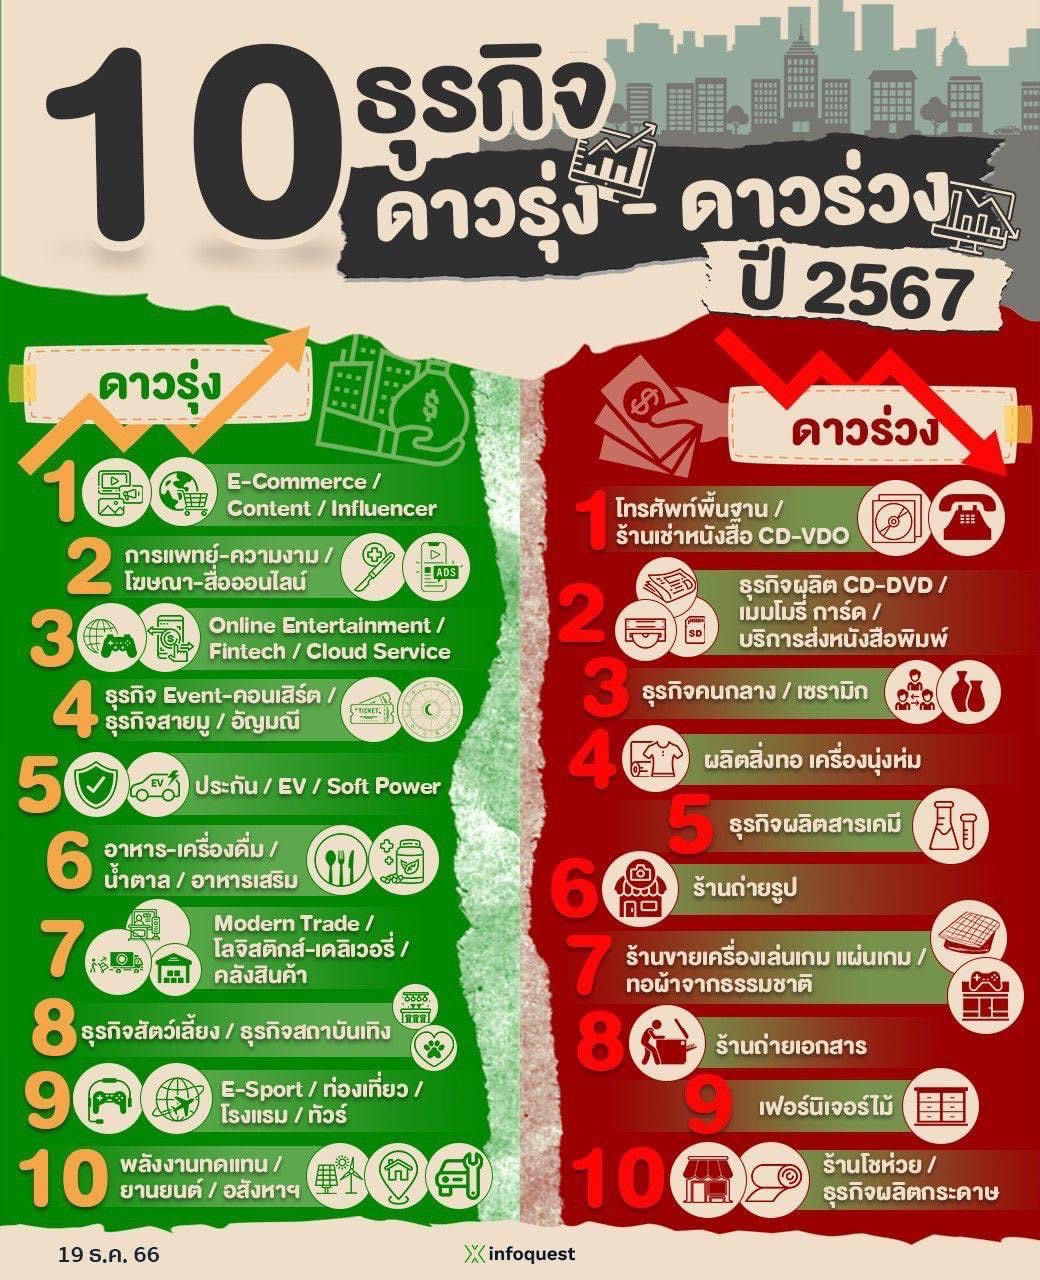 10 ธุรกิจ
ดาวรุ่ง - ดาวร่วง
ปี 2567
ดาวรุ่ง
1
E-Commerce /
Content / Influencer
2
การแพทย์-ความงาม /
โฆษณา-สื่อออนไลน์
ADS
3
Online Entertainment /
Fintech / Cloud Service
4
ธุรกิจ Event-คอนเสิร์ต /
ธุรกิจสายมู / อัญมณี
TICKET
5
EV
ประกัน / EV / Soft Power
6
อาหาร-เครื่องดื่ม /
น้ำตาล / อาหารเสริม
7
Modern Trade /
โลจิสติกส์-เดลิเวอรี่ /
คลังสินค้า
8
ธุรกิจสัตว์เลี้ยง / ธุรกิจสถาบันเทิง
9
E-Sport / ท่องเที่ยว /
โรงแรม / ทัวร์
10
พลังงานทดแทน /
ยานยนต์ / อสังหาฯ
ดาวร่วง
1
โทรศัพท์พื้นฐาน /
ร้านเช่าหนังสือ CD-VDO
2
SD
ธุรกิจผลิต CD-DVD /
เมมโมรี่ การ์ด /
บริการส่งหนังสือพิมพ์
3
ธุรกิจคนกลาง / เซรามิก
4
ผลิตสิ่งทอ เครื่องนุ่งห่ม
5
ธุรกิจผลิตสารเคมี
6
ร้านถ่ายรูป
7
ร้านขายเครื่องเล่นเกม แผ่นเกม /
ทอผ้าจากธรรมชาติ
8
ร้านถ่ายเอกสาร
9
เฟอร์นิเจอร์ไม้
10
ร้านโชห่วย /
ธุรกิจผลิตกระดาษ
19 ธ.ค. 66
infoquest